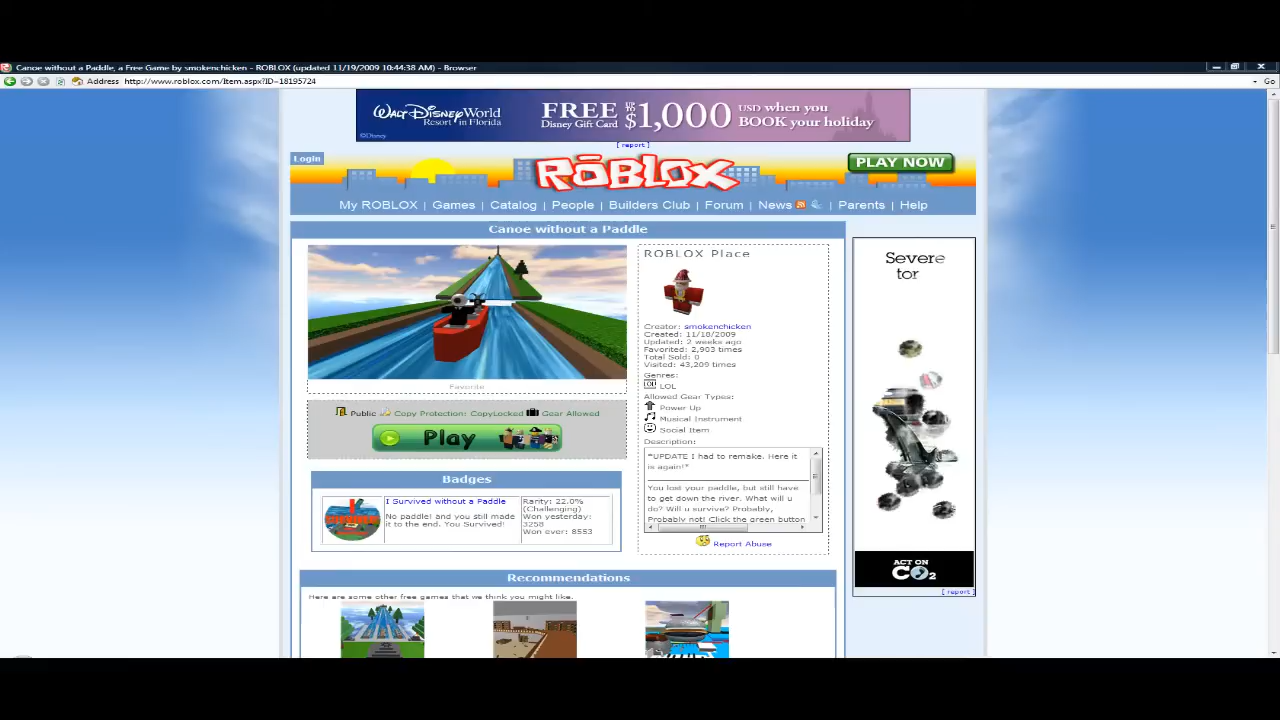 Canoe without a Paddle, a Free Game by smokenchicken - ROBLOX (updated 11/19/2009 10:44:38 AM) - Browser
Address http://www.roblox.com/Item.aspx?ID=18195724
Go
WALT DISNEY World
Resort in Florida
FREE UP TO $1,000 USD when you
Disney Gift Card BOOK your holiday
©Disney
[ report ]
Login
ROBLOX
PLAY NOW
My ROBLOX | Games | Catalog | People | Builders Club | Forum | News | Parents | Help
Canoe without a Paddle
Favorite
Public Copy Protection: CopyLocked Gear Allowed
Play
Badges
I Survived without a Paddle
No paddle! and you still made
it to the end. You Survived!
Rarity: 22.0%
(Challenging)
Won yesterday:
3258
Won ever: 8553
ROBLOX Place
Creator: smokenchicken
Created: 11/18/2009
Updated: 2 weeks ago
Favorited: 2,903 times
Total Sold: 0
Visited: 43,209 times
Genres:
LOL
Allowed Gear Types:
Power Up
Musical Instrument
Social Item
Description:
*UPDATE I had to remake. Here it
is again!*
You lost your paddle, but still have
to get down the river. What will u
do? Will u survive? Probably,
Probably not! Click the green button
Report Abuse
Severe
tor
ACT ON
CO2
[ report ]
Recommendations
Here are some other free games that we think you might like.